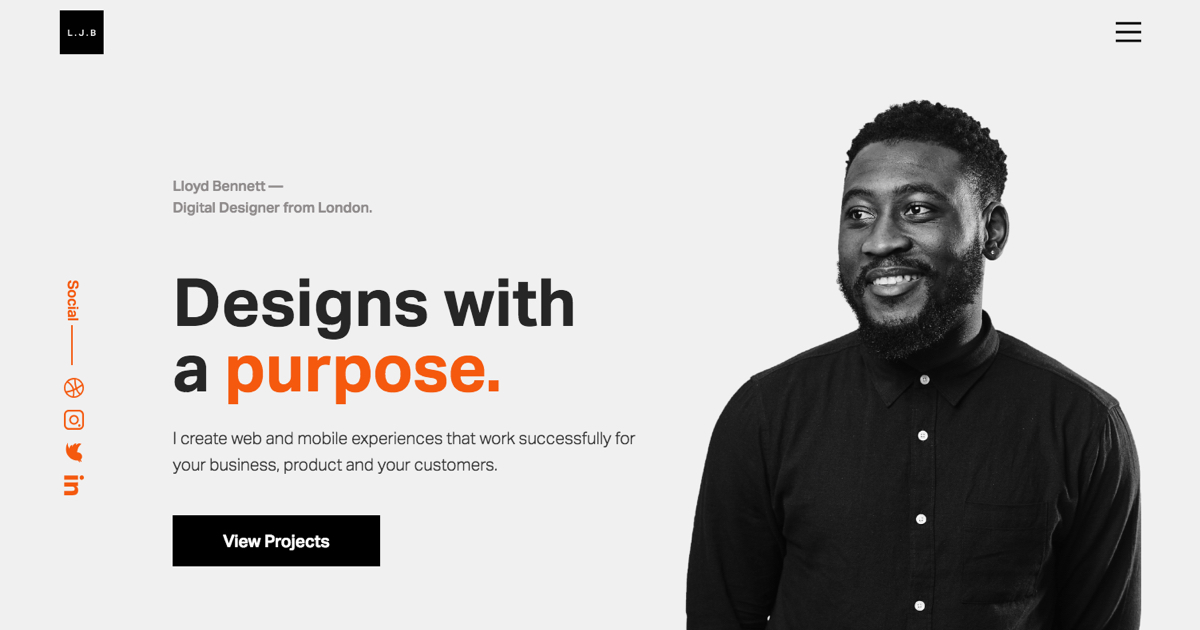 L.J.B
Lloyd Bennett —
Digital Designer from London.
Social
Designs with
a purpose.
I create web and mobile experiences that work successfully for
your business, product and your customers.
View Projects